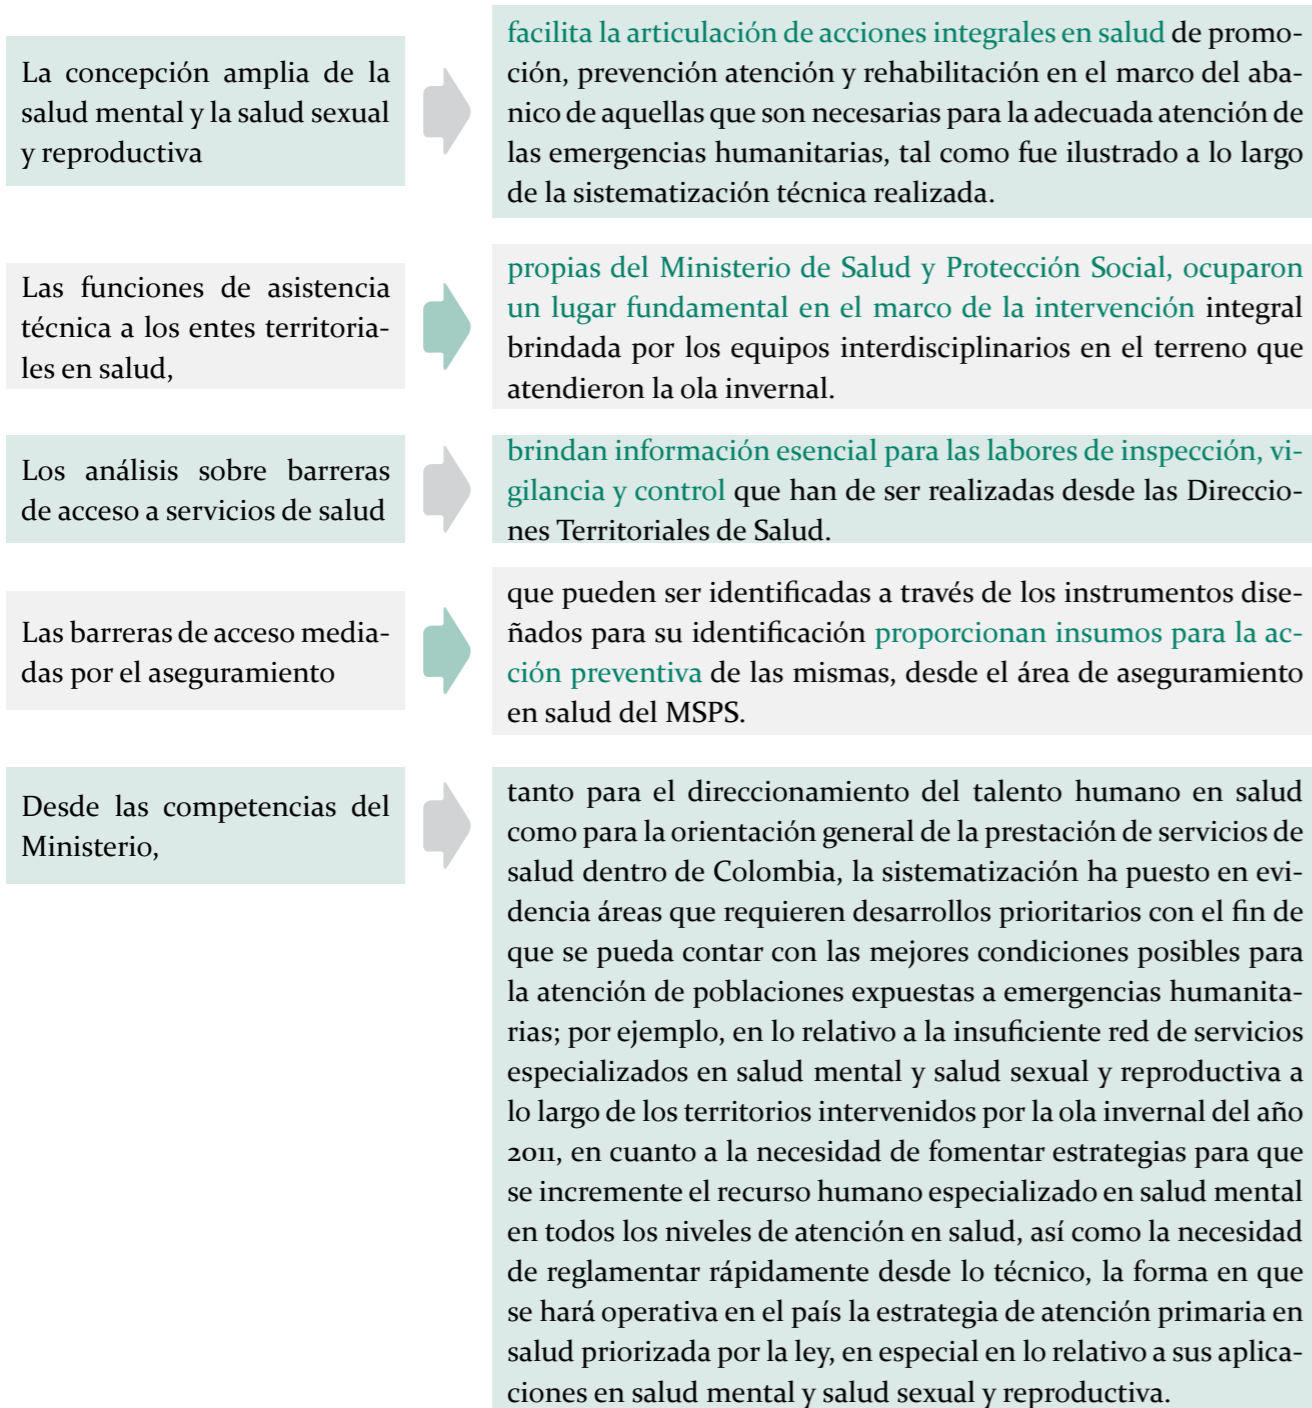 La concepción amplia de la
salud mental y la salud sexual
y reproductiva
facilita la articulación de acciones integrales en salud de promo-
ción, prevención atención y rehabilitación en el marco del aba-
nico de aquellas que son necesarias para la adecuada atención de
las emergencias humanitarias, tal como fue ilustrado a lo largo
de la sistematización técnica realizada.
Las funciones de asistencia
técnica a los entes territoria-
les en salud,
propias del Ministerio de Salud y Protección Social, ocuparon
un lugar fundamental en el marco de la intervención integral
brindada por los equipos interdisciplinarios en el terreno que
atendieron la ola invernal.
Los análisis sobre barreras
de acceso a servicios de salud
brindan información esencial para las labores de inspección, vi-
gilancia y control que han de ser realizadas desde las Direccio-
nes Territoriales de Salud.
Las barreras de acceso media-
das por el aseguramiento
que pueden ser identificadas a través de los instrumentos dise-
ñados para su identificación proporcionan insumos para la ac-
ción preventiva de las mismas, desde el área de aseguramiento
en salud del MSPS.
Desde las competencias del
Ministerio,
tanto para el direccionamiento del talento humano en salud
como para la orientación general de la prestación de servicios de
salud dentro de Colombia, la sistematización ha puesto en evi-
dencia áreas que requieren desarrollos prioritarios con el fin de
que se pueda contar con las mejores condiciones posibles para
la atención de poblaciones expuestas a emergencias humanita-
rias; por ejemplo, en lo relativo a la insuficiente red de servicios
especializados en salud mental y salud sexual y reproductiva a
lo largo de los territorios intervenidos por la ola invernal del año
2011, en cuanto a la necesidad de fomentar estrategias para que
se incremente el recurso humano especializado en salud mental
en todos los niveles de atención en salud, así como la necesidad
de reglamentar rápidamente desde lo técnico, la forma en que
se hará operativa en el país la estrategia de atención primaria en
salud priorizada por la ley, en especial en lo relativo a sus aplica-
ciones en salud mental y salud sexual y reproductiva.